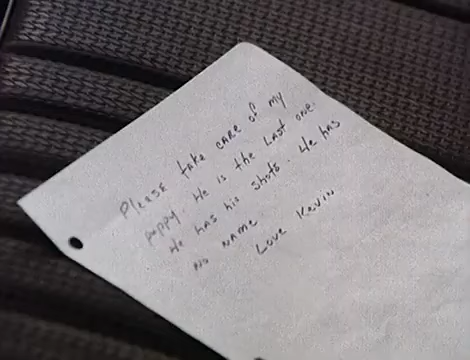 Please take care of my
puppy. He is the last one.
He has his shots. He has
no name
Love Kevin